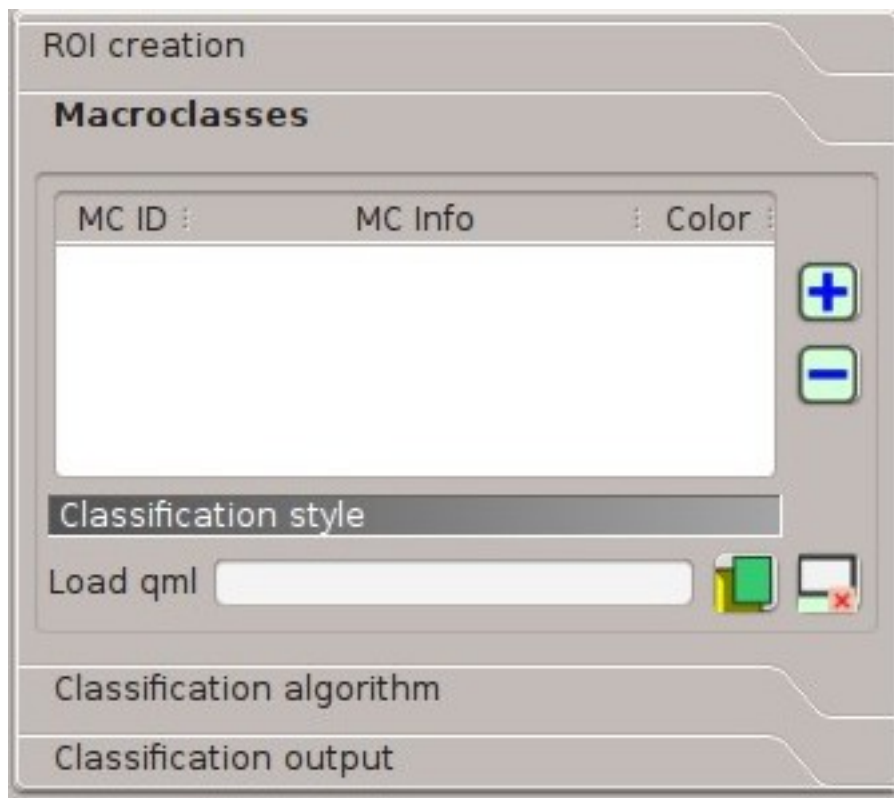 ROI creation
Macroclasses
MC ID MC Info Color
Classification style
Load qml
Classification algorithm
Classification output